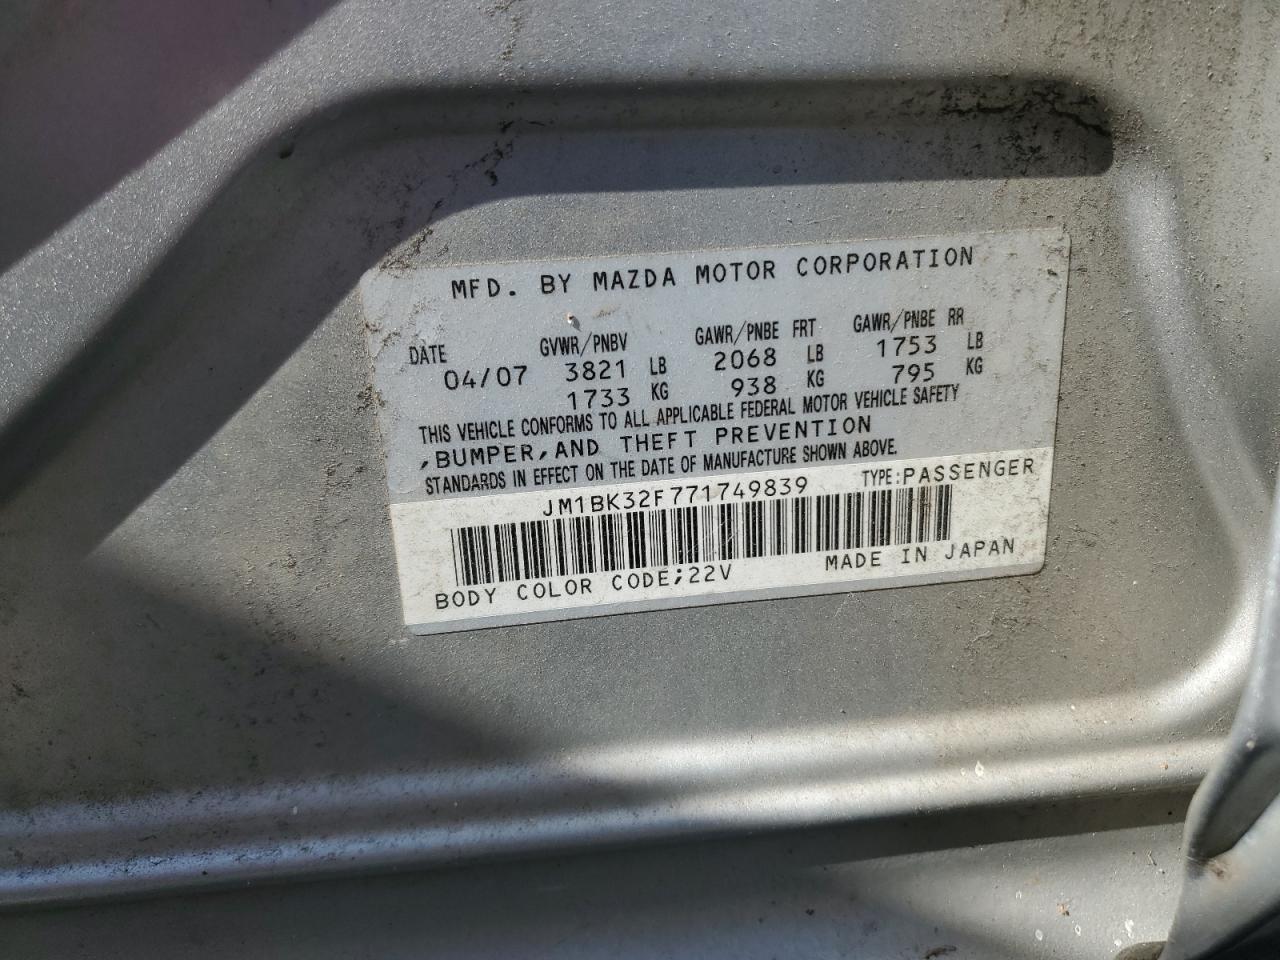 MFD. BY MAZDA MOTOR CORPORATION
DATE GVWR/PNBV GAWR/PNBE FRT GAWR/PNBE RR
04/07 3821 LB 2068 LB 1753 LB
1733 KG 938 KG 795 KG
THIS VEHICLE CONFORMS TO ALL APPLICABLE FEDERAL MOTOR VEHICLE SAFETY
,BUMPER,AND THEFT PREVENTION
STANDARDS IN EFFECT ON THE DATE OF MANUFACTURE SHOWN ABOVE.
JM1BK32F771749839 TYPE:PASSENGER
BODY COLOR CODE;22V MADE IN JAPAN